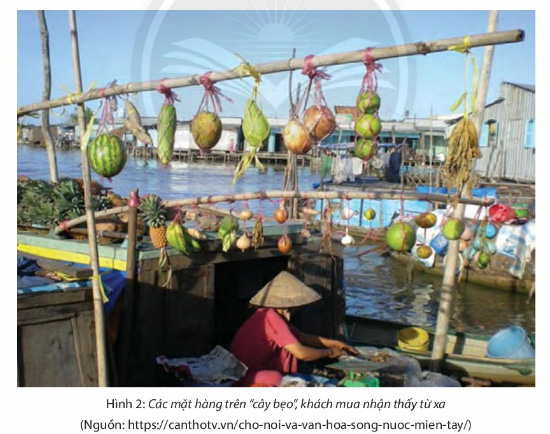 Hình 2: Các mặt hàng trên "cây bẹo", khách mua nhận thấy từ xa
(Nguồn: https://canthotv.vn/cho-noi-va-van-hoa-song-nuoc-mien-tay/)